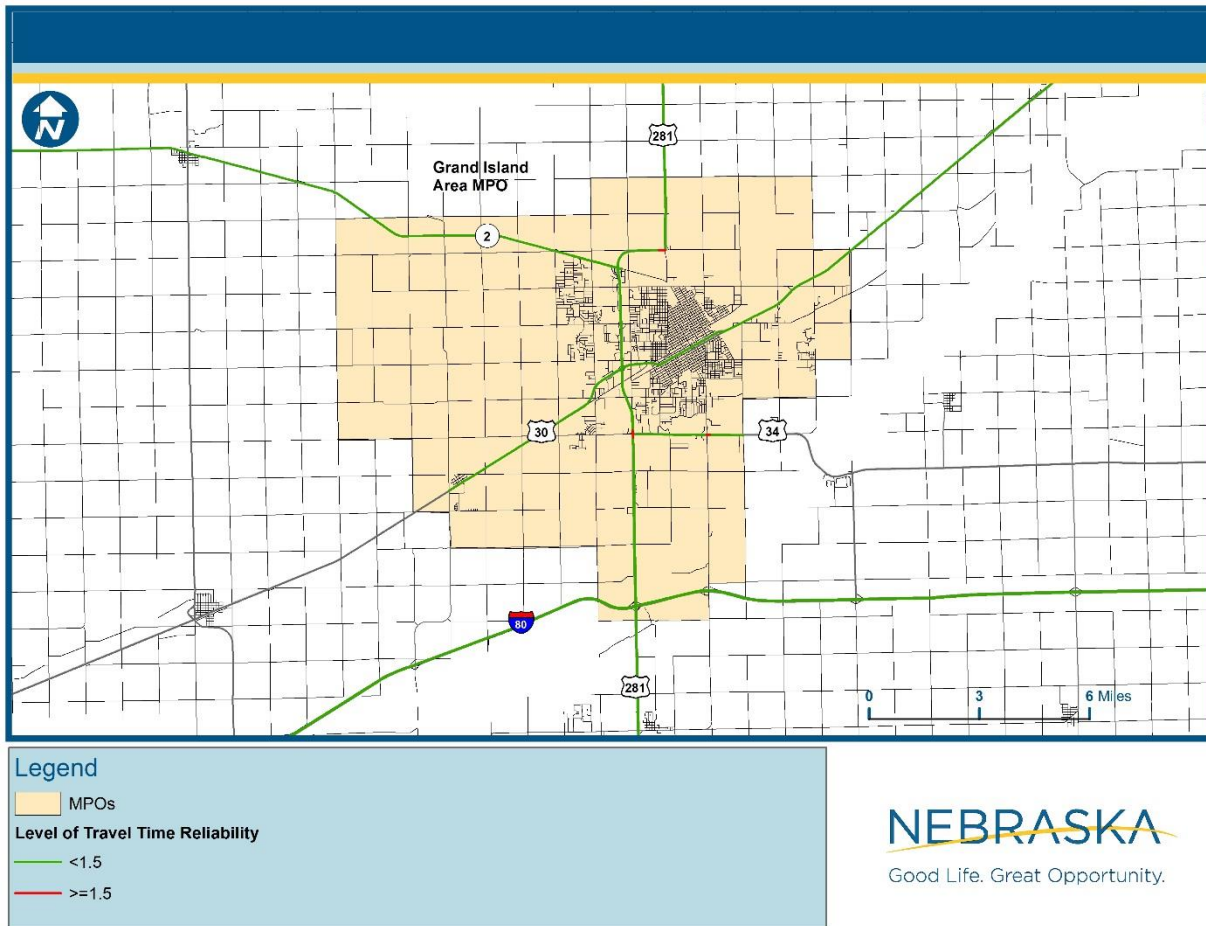 N
281
Grand Island
Area MPO
2
30
34
80
281
0 3 6 Miles
Legend
MPOs
Level of Travel Time Reliability
<1.5
>=1.5
NEBRASKA
Good Life. Great Opportunity.